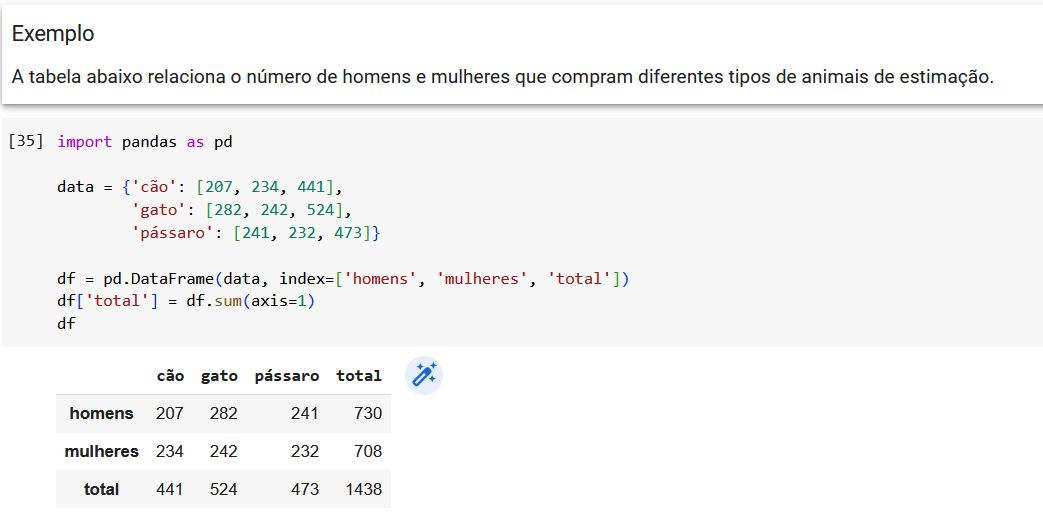 Exemplo
A tabela abaixo relaciona o número de homens e mulheres que compram diferentes tipos de animais de estimação.
[35] import pandas as pd
data = {'cão': [207, 234, 441],
'gato': [282, 242, 524],
'pássaro': [241, 232, 473]}
df = pd.DataFrame(data, index=['homens', 'mulheres', 'total'])
df['total'] = df.sum(axis=1)
df
cão gato pássaro total
homens 207 282 241 730
mulheres 234 242 232 708
total 441 524 473 1438